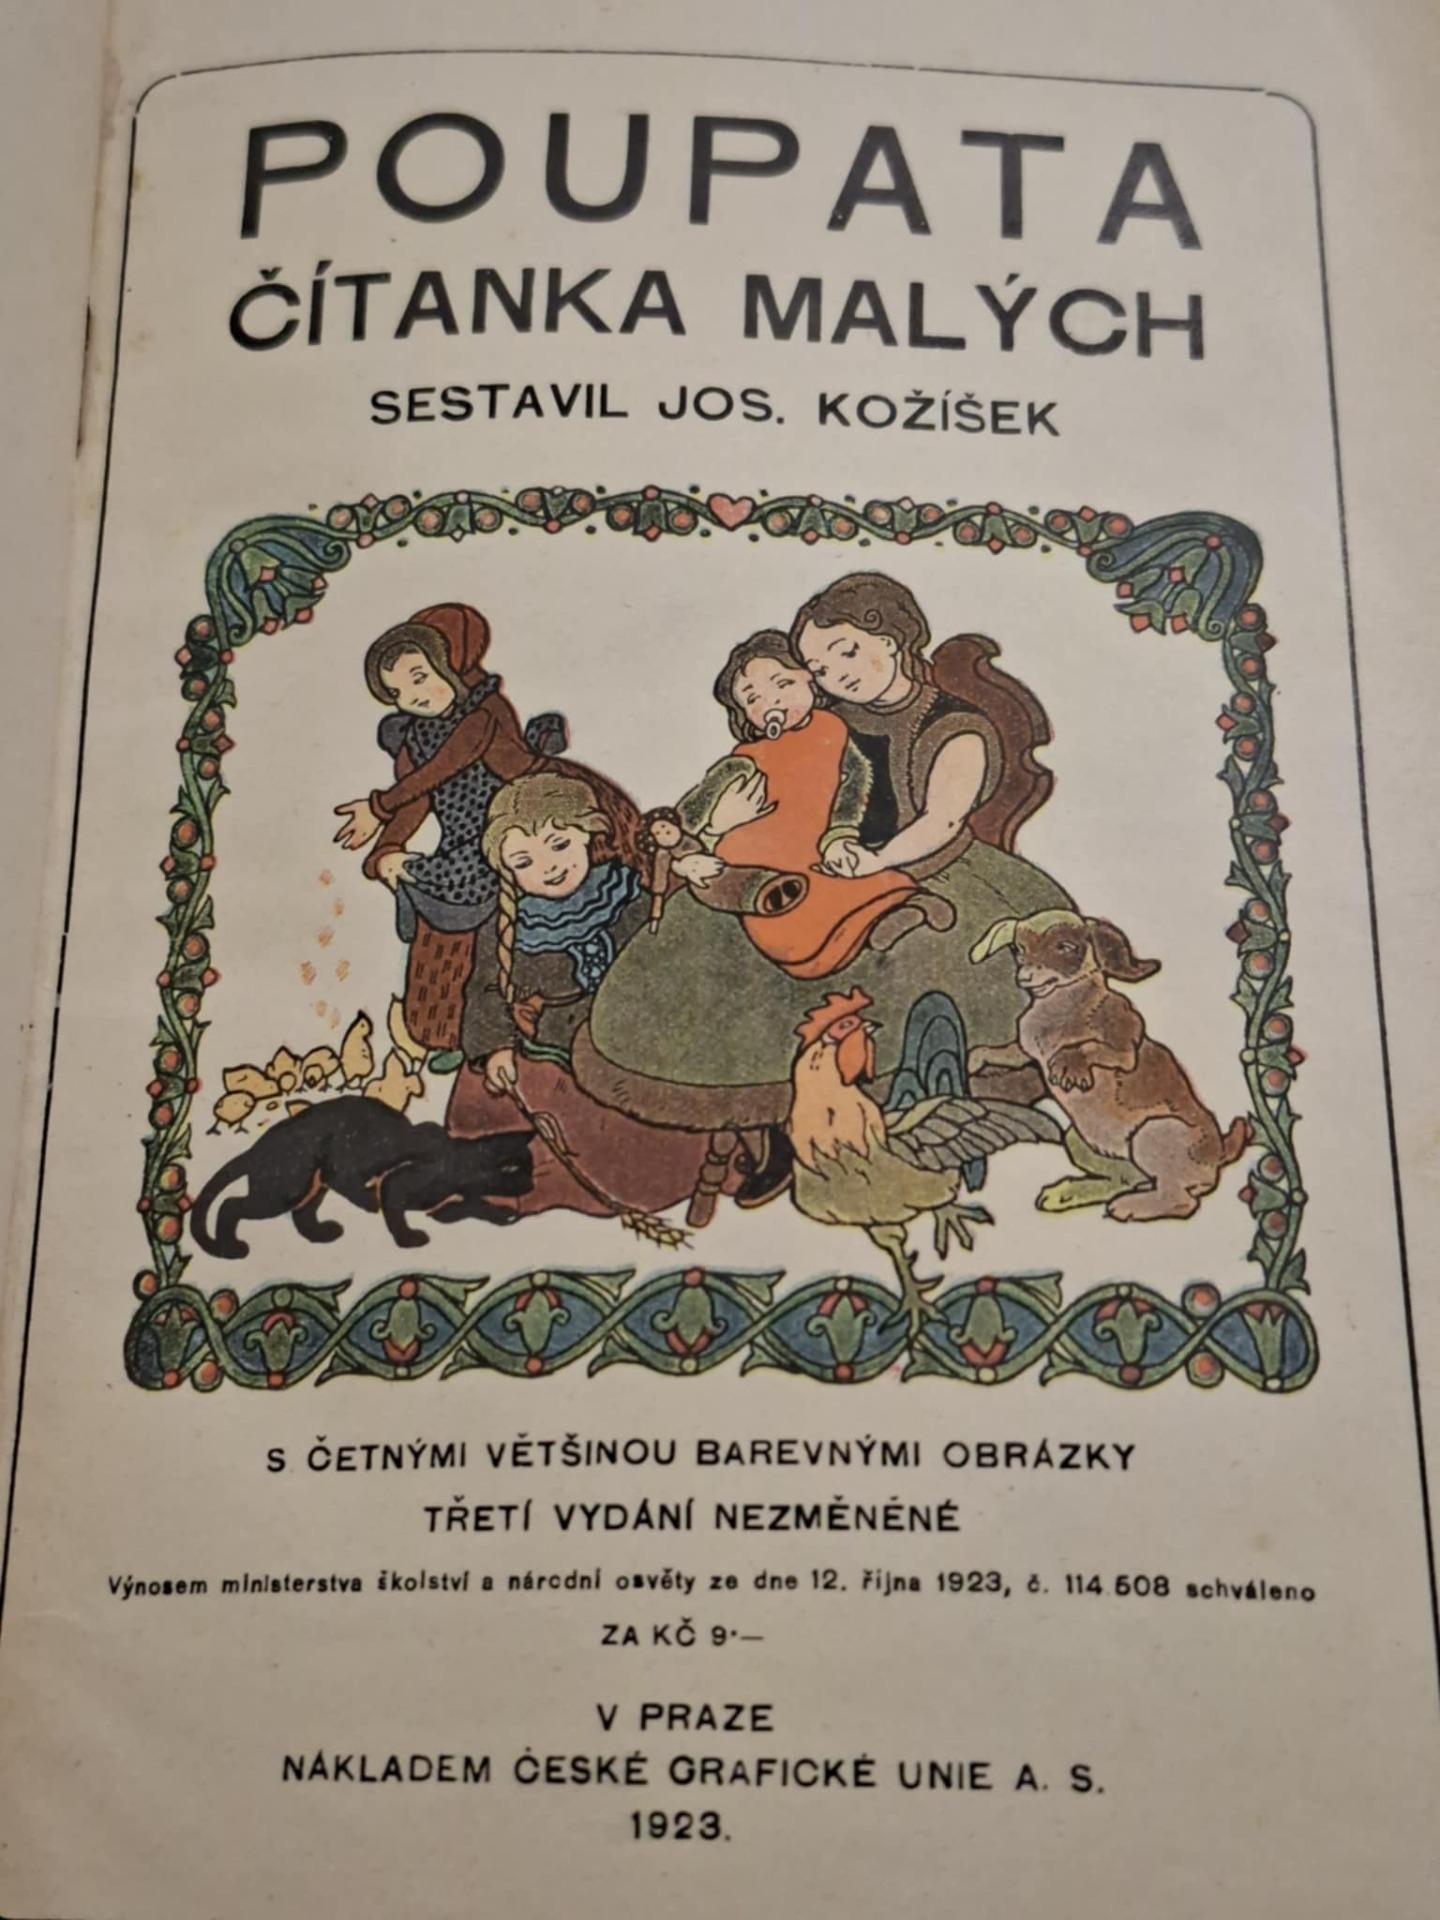 POUPATA
ČÍTANKA MALÝCH
SESTAVIL JOS. KOŽÍŠEK
S ČETNÝMI VĚTŠINOU BAREVNÝMI OBRÁZKY
TŘETÍ VYDÁNÍ NEZMĚNĚNÉ
Výnosem ministerstva školství a národní osvěty ze dne 12. října 1923, č. 114.508 schváleno
ZA KČ 9·—
V PRAZE
NÁKLADEM ČESKÉ GRAFICKÉ UNIE A. S.
1923.